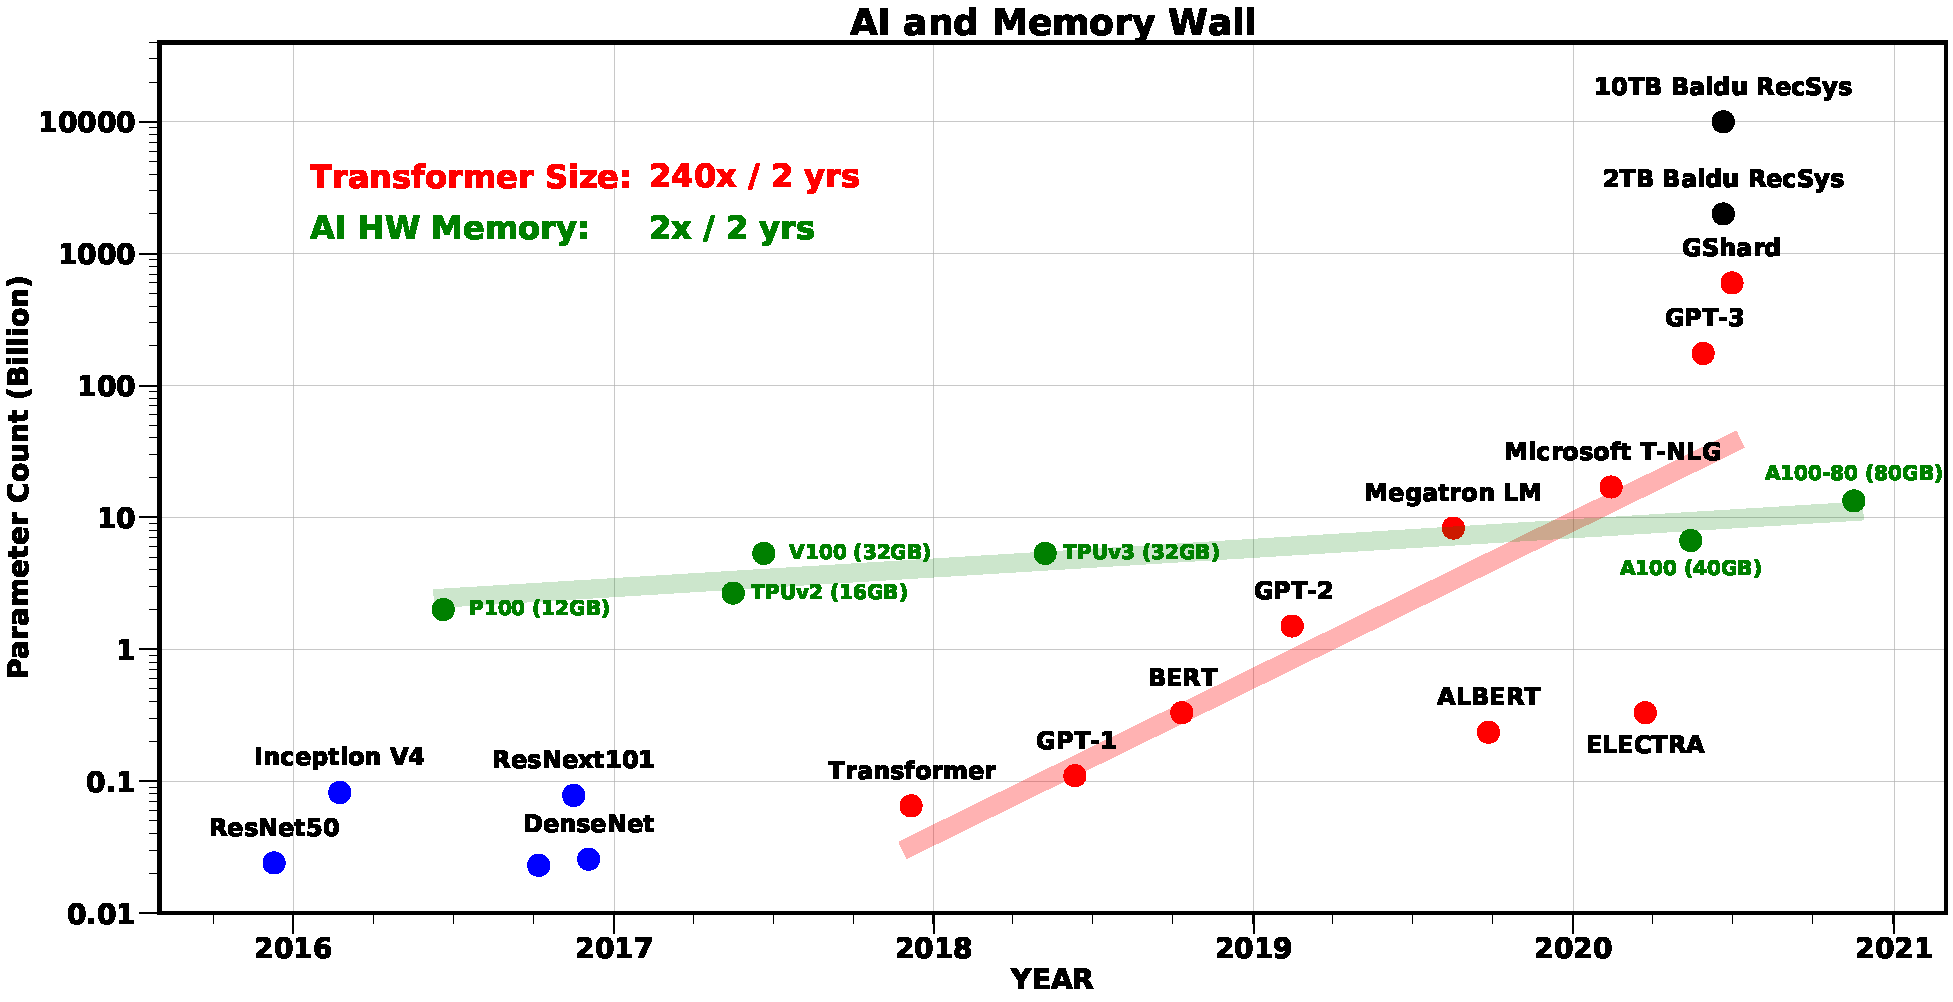 AI and Memory Wall
10TB Baidu RecSys
10000
Transformer Size: 240x / 2 yrs
2TB Baidu RecSys
AI HW Memory: 2x / 2 yrs
1000
GShard
GPT-3
100
Microsoft T-NLG
A100-80 (80GB)
Megatron LM
10
V100 (32GB)
TPUv3 (32GB)
A100 (40GB)
TPUv2 (16GB)
P100 (12GB)
GPT-2
1
BERT
ALBERT
GPT-1
ELECTRA
Inception V4
ResNext101
Transformer
0.1
ResNet50
DenseNet
0.01
Parameter Count (Billion)
2016
2017
2018
2019
2020
2021
YEAR